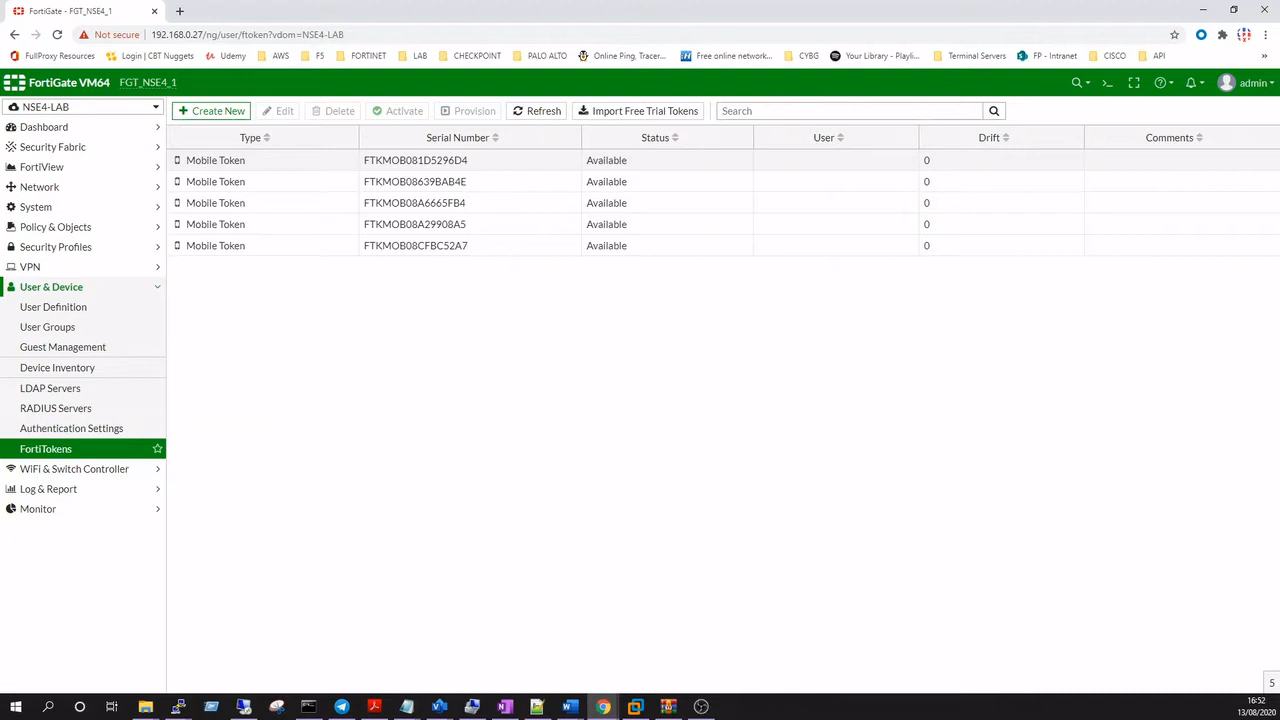 FortiGate - FGT_NSE4_1
Not secure | 192.168.0.27/ng/user/ftoken?vdom=NSE4-LAB
FullProxy Resources Login | CBT Nuggets Udemy AWS F5 FORTINET LAB CHECKPOINT PALO ALTO Online Ping, Tracer... Free online network... CYBG Your Library - Playli... Terminal Servers FP - Intranet CISCO API »
FortiGate VM64 FGT_NSE4_1 admin
NSE4-LAB
Create New Edit Delete Activate Provision Refresh Import Free Trial Tokens Search
Dashboard
Security Fabric
FortiView
Network
System
Policy & Objects
Security Profiles
VPN
User & Device
User Definition
User Groups
Guest Management
Device Inventory
LDAP Servers
RADIUS Servers
Authentication Settings
FortiTokens
WiFi & Switch Controller
Log & Report
Monitor
Type Serial Number Status User Drift Comments
Mobile Token FTKMOB081D5296D4 Available 0
Mobile Token FTKMOB08639BAB4E Available 0
Mobile Token FTKMOB08A6665FB4 Available 0
Mobile Token FTKMOB08A29908A5 Available 0
Mobile Token FTKMOB08CFBC52A7 Available 0
5
16:52
13/08/2020